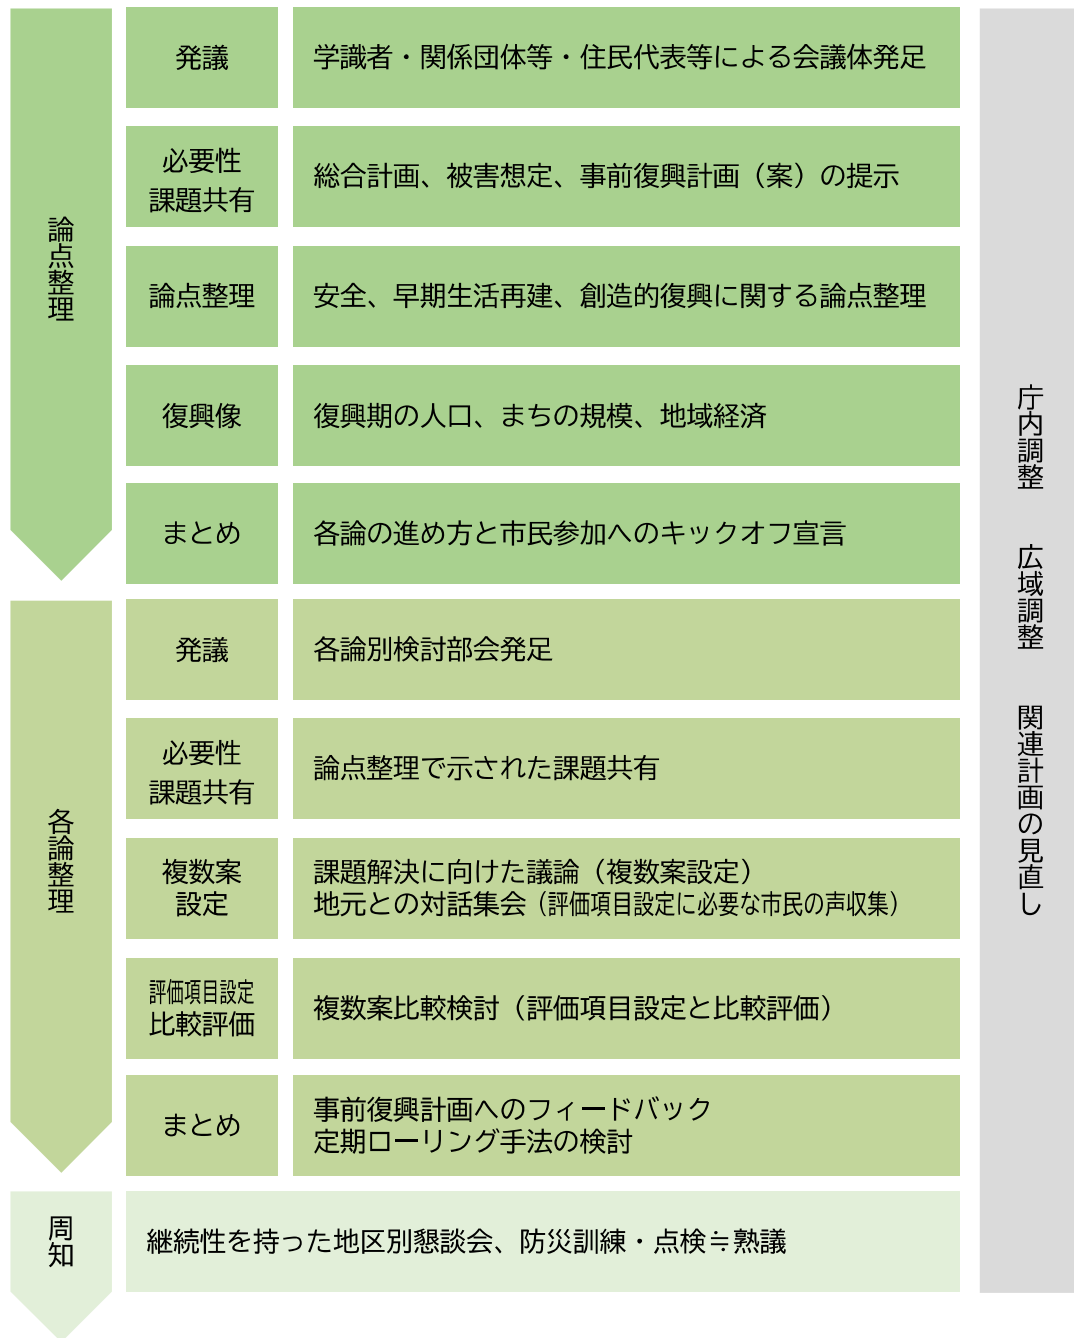 論点整理
発議
学識者・関係団体等・住民代表等による会議体発足
必要性
課題共有
総合計画、被害想定、事前復興計画（案）の提示
論点整理
安全、早期生活再建、創造的復興に関する論点整理
復興像
復興期の人口、まちの規模、地域経済
まとめ
各論の進め方と市民参加へのキックオフ宣言
各論整理
発議
各論別検討部会発足
必要性
課題共有
論点整理で示された課題共有
複数案
設定
課題解決に向けた議論（複数案設定）
地元との対話集会（評価項目設定に必要な市民の声収集）
評価項目設定
比較評価
複数案比較検討（評価項目設定と比較評価）
まとめ
事前復興計画へのフィードバック
定期ローリング手法の検討
周知
継続性を持った地区別懇談会、防災訓練・点検≒熟議
庁内調整　広域調整　関連計画の見直し